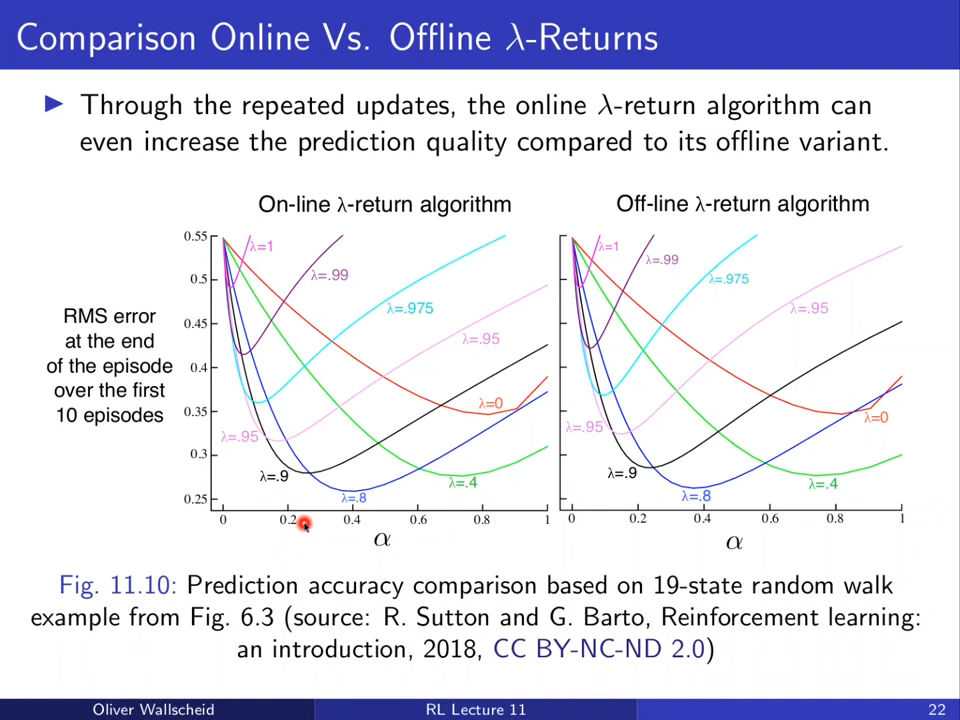 Comparison Online Vs. Offline λ-Returns
Through the repeated updates, the online λ-return algorithm can
even increase the prediction quality compared to its offline variant.
On-line λ-return algorithm
Off-line λ-return algorithm
RMS error
at the end
of the episode
over the first
10 episodes
0.55
0.5
0.45
0.4
0.35
0.3
0.25
λ=1
λ=.99
λ=.975
λ=.95
λ=0
λ=.95
λ=.9
λ=.8
λ=.4
0 0.2 0.4 0.6 0.8 1
α
λ=1
λ=.99
λ=.975
λ=.95
λ=0
λ=.95
λ=.9
λ=.8
λ=.4
0 0.2 0.4 0.6 0.8 1
α
Fig. 11.10: Prediction accuracy comparison based on 19-state random walk
example from Fig. 6.3 (source: R. Sutton and G. Barto, Reinforcement learning:
an introduction, 2018, CC BY-NC-ND 2.0)
Oliver Wallscheid
RL Lecture 11
22